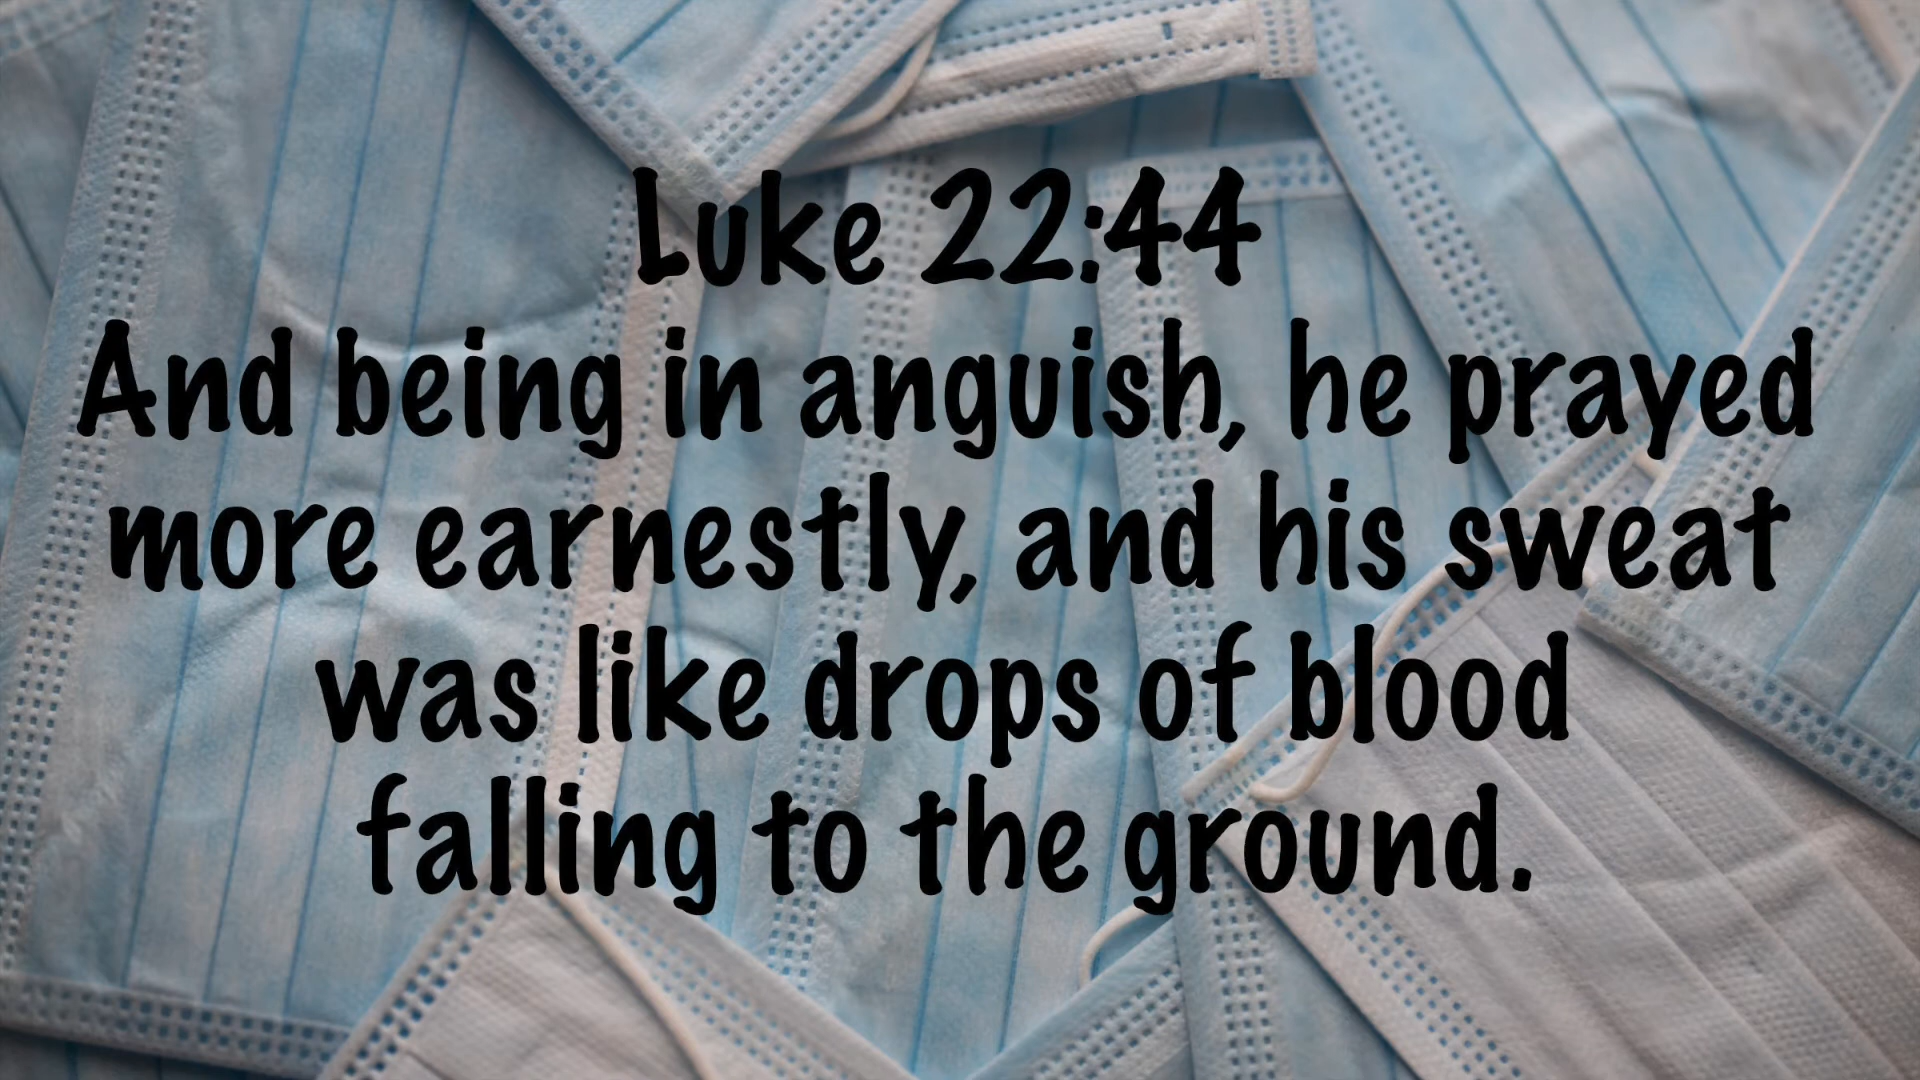 Luke 22:44
And being in anguish, he prayed
more earnestly, and his sweat
was like drops of blood
falling to the ground.